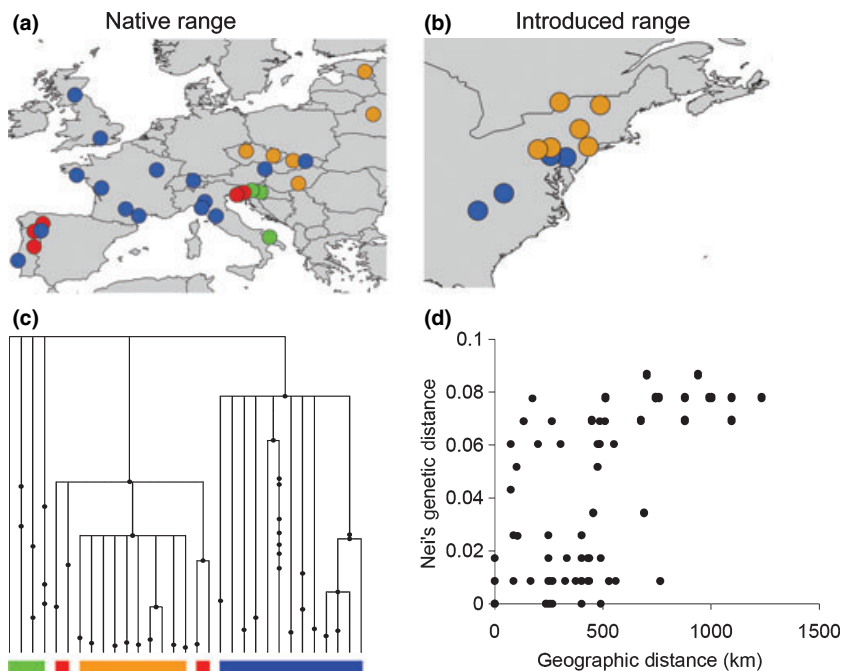 (a) Native range
(b) Introduced range
(c)
(d)
Nei's genetic distance
0.1
0.08
0.06
0.04
0.02
0
0 500 1000 1500
Geographic distance (km)